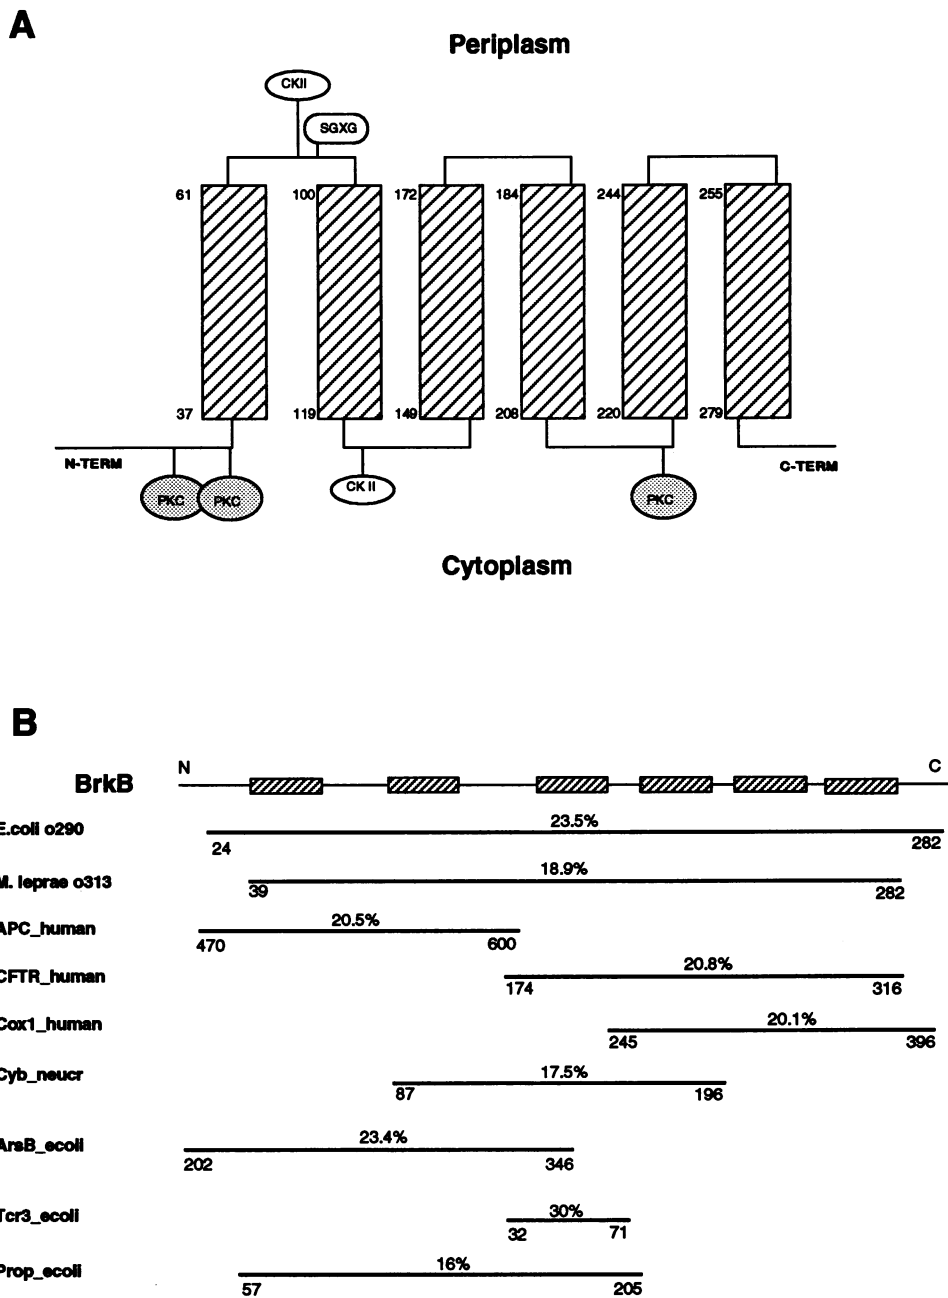 A
Periplasm
CKII
SGXG
61 100 172 184 244 255
37 119 149 208 220 279
N-TERM C-TERM
PKC PKC CK II PKC
Cytoplasm
B
N C
BrkB
E.coli o290 23.5%
24 282
M. leprae o313 18.9%
39 282
APC_human 20.5%
470 600
CFTR_human 20.8%
174 316
Cox1_human 20.1%
245 396
Cyb_neucr 17.5%
87 196
ArsB_ecoli 23.4%
202 346
Tcr3_ecoli 30%
32 71
Prop_ecoli 16%
57 205